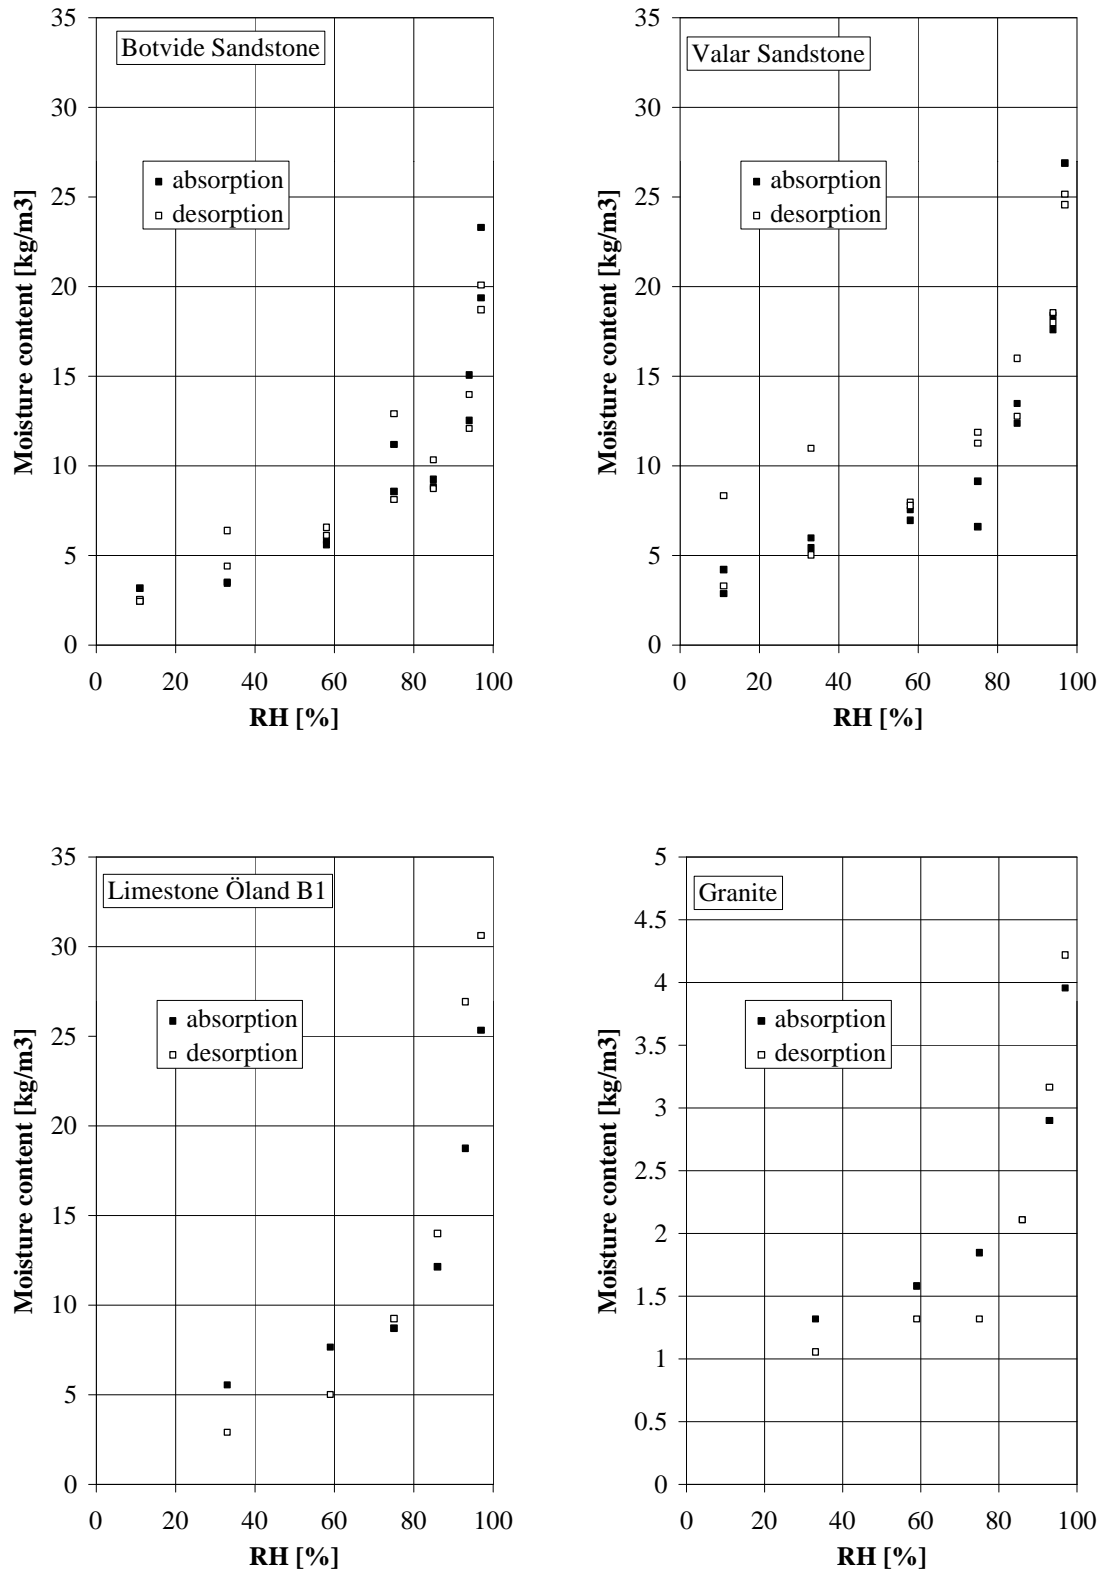 Botvide Sandstone
absorption
desorption
Moisture content [kg/m3]
35
30
25
20
15
10
5
0
0 20 40 60 80 100
RH [%]
Valar Sandstone
absorption
desorption
Moisture content [kg/m3]
35
30
25
20
15
10
5
0
0 20 40 60 80 100
RH [%]
Limestone Öland B1
absorption
desorption
Moisture content [kg/m3]
35
30
25
20
15
10
5
0
0 20 40 60 80 100
RH [%]
Granite
absorption
desorption
Moisture content [kg/m3]
5
4.5
4
3.5
3
2.5
2
1.5
1
0.5
0
0 20 40 60 80 100
RH [%]